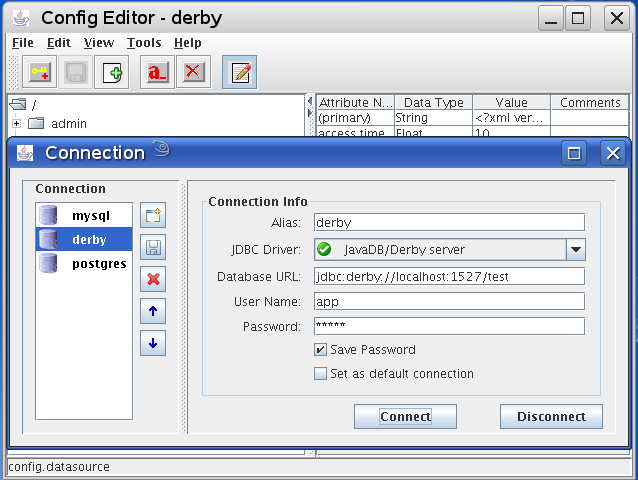 Config Editor - derby
File Edit View Tools Help
a_
/
admin
Attribute N... Data Type Value Comments
(primary) String <?xml ver...
access time Float 10
Connection
Connection
mysql
derby
postgres
Connection Info
Alias: derby
JDBC Driver: JavaDB/Derby server
Database URL: jdbc:derby://localhost:1527/test
User Name: app
Password: *****
Save Password
Set as default connection
Connect Disconnect
config.datasource